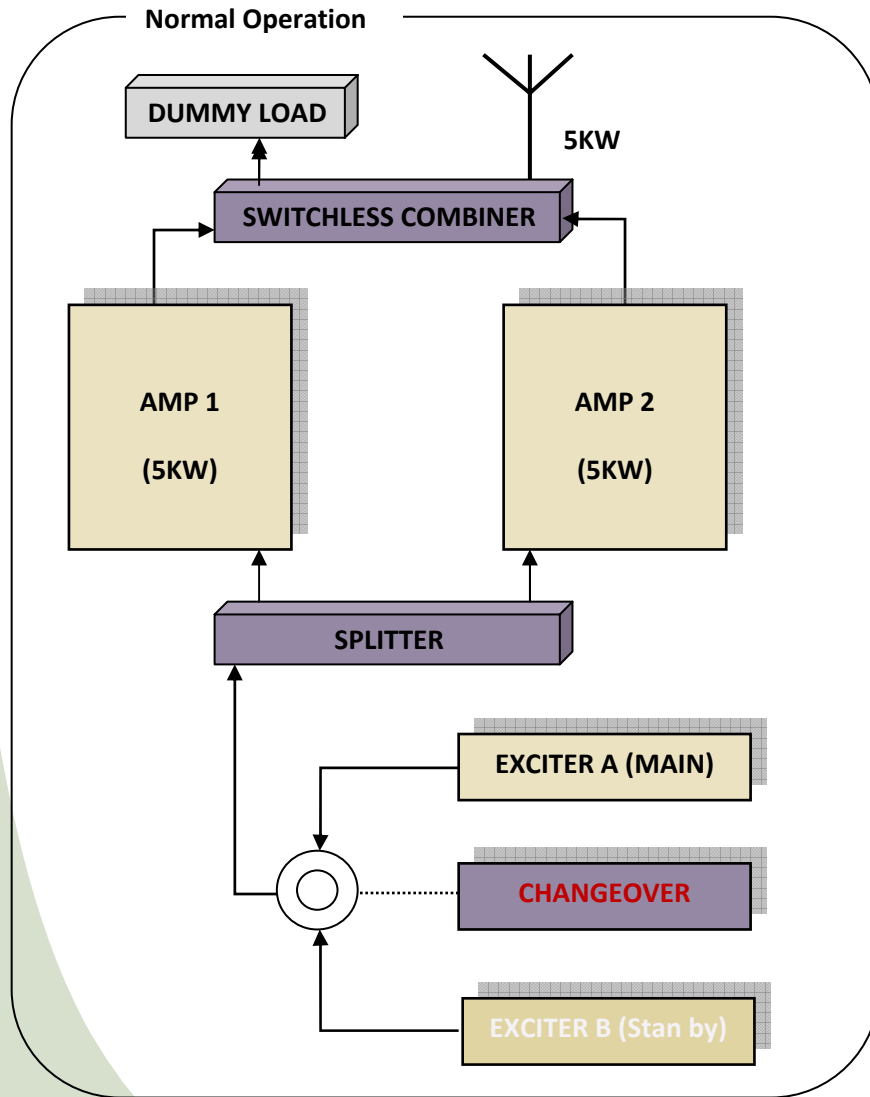 Normal Operation
DUMMY LOAD
5KW
SWITCHLESS COMBINER
AMP 1
(5KW)
AMP 2
(5KW)
SPLITTER
EXCITER A (MAIN)
CHANGEOVER
EXCITER B (Stan by)